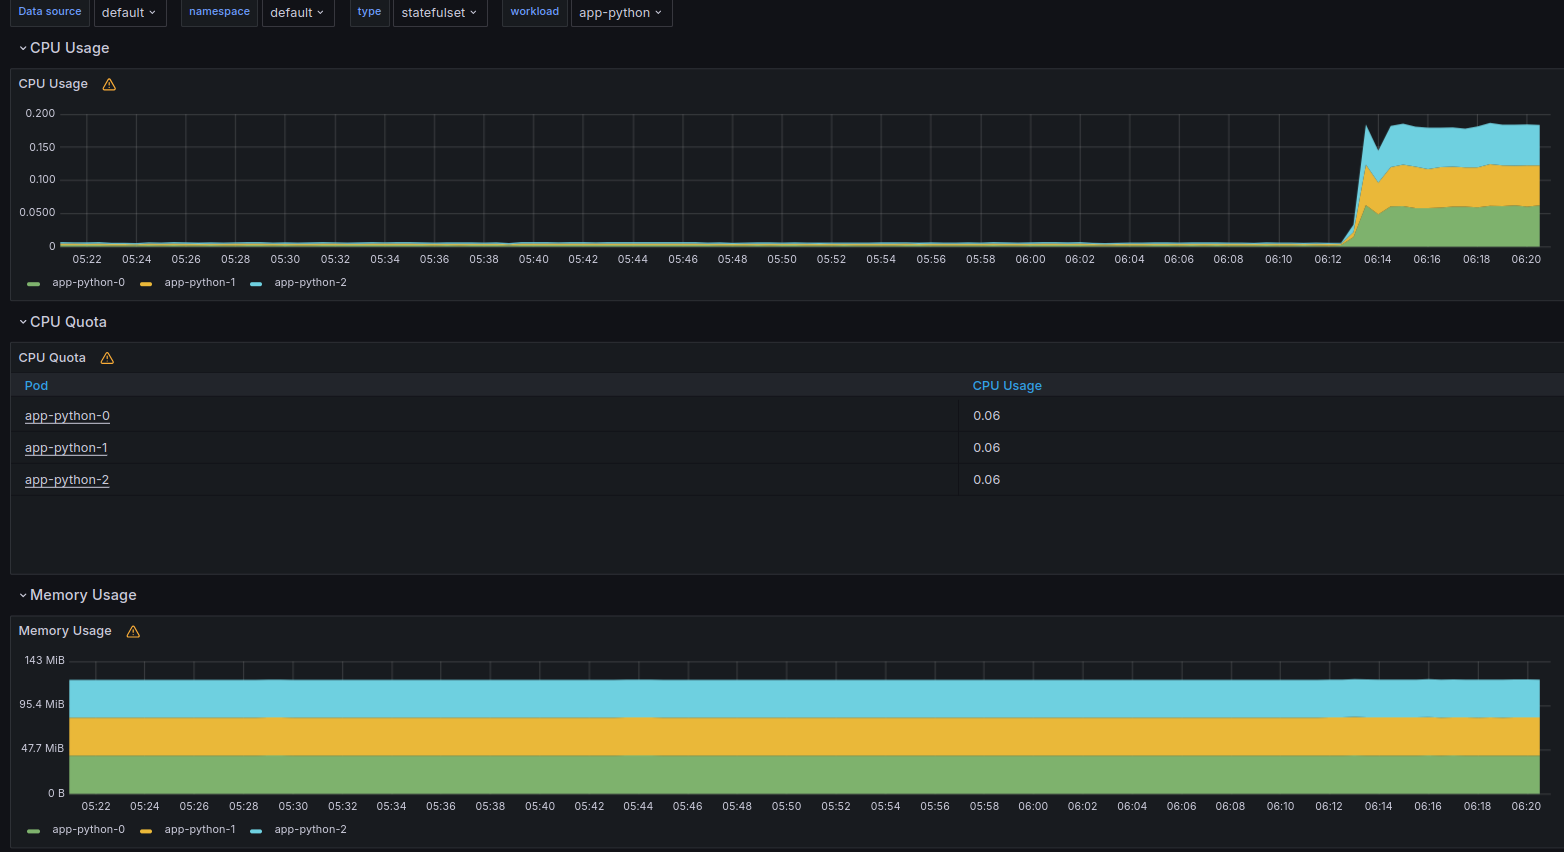 Data source default namespace default type statefulset workload app-python
CPU Usage
CPU Usage
0.200
0.150
0.100
0.0500
0
05:22 05:24 05:26 05:28 05:30 05:32 05:34 05:36 05:38 05:40 05:42 05:44 05:46 05:48 05:50 05:52 05:54 05:56 05:58 06:00 06:02 06:04 06:06 06:08 06:10 06:12 06:14 06:16 06:18 06:20
app-python-0 app-python-1 app-python-2
CPU Quota
CPU Quota
Pod CPU Usage
app-python-0 0.06
app-python-1 0.06
app-python-2 0.06
Memory Usage
Memory Usage
143 MiB
95.4 MiB
47.7 MiB
0 B
05:22 05:24 05:26 05:28 05:30 05:32 05:34 05:36 05:38 05:40 05:42 05:44 05:46 05:48 05:50 05:52 05:54 05:56 05:58 06:00 06:02 06:04 06:06 06:08 06:10 06:12 06:14 06:16 06:18 06:20
app-python-0 app-python-1 app-python-2